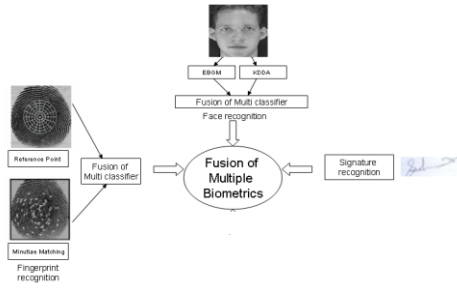 EBGM
KDDA
Fusion of Multi classifier
Face recognition
Reference Point
Fusion of
Multi classifier
Fusion of
Multiple
Biometrics
Signature
recognition
Minutiae Matching
Fingerprint
recognition